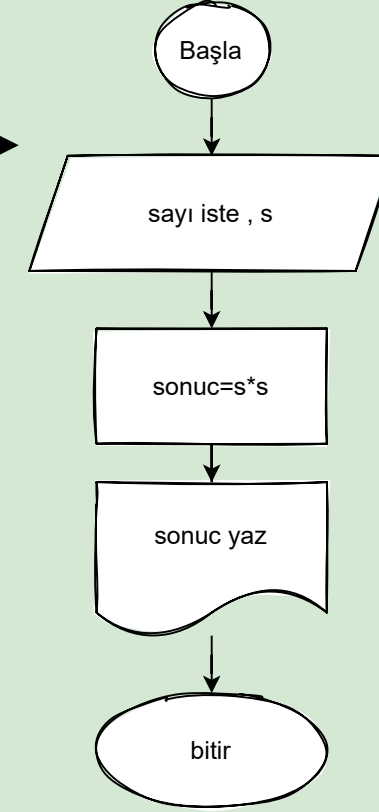 Başla
sayı iste , s
sonuc=s*s
sonuc yaz
bitir